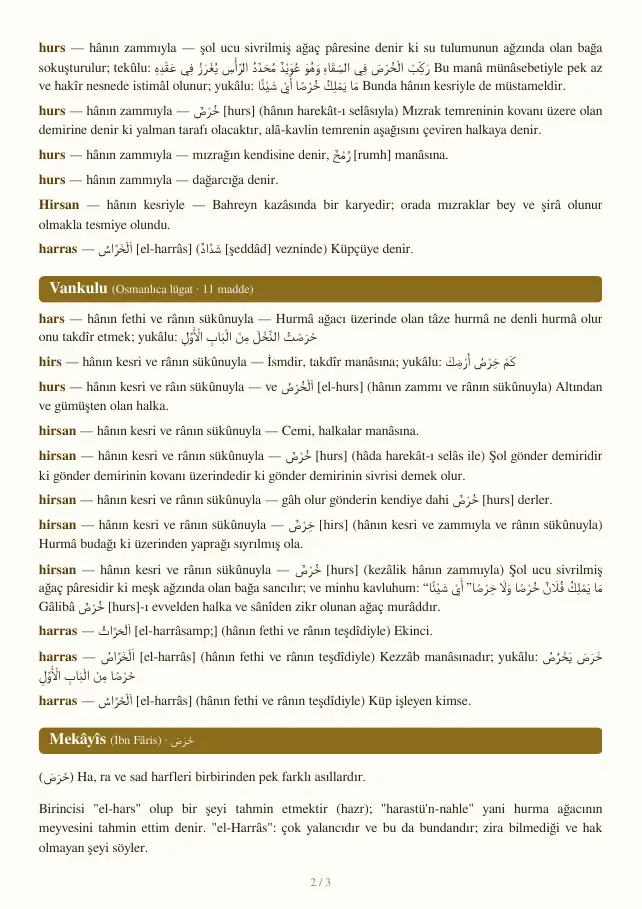 hurs — hânın zammıyla — şol ucu sivrilmiş ağaç pâresine denir ki su tulumunun ağzında olan bağa
sokuşturulur; tekûlu: رَكِّبِ الْخُرْصَ فِي السِّقَاءِ وَهُوَ عُوَيْدٌ مُحَدَّدُ الرَّأْسِ يُغْرَزُ فِي عَقْدِهِ Bu manâ münâsebetiyle pek az
ve hakîr nesnede istimâl olunur; yukâlu: مَا يَمْلِكُ خُرْصًا أَيْ شَيْئًا Bunda hânın kesriyle de müstameldir.
hurs — hânın zammıyla — خُرْصٌ [hurs] (hânın harekât-ı selâsıyla) Mızrak temreninin kovanı üzere olan
demirine denir ki yalman tarafı olacaktır, alâ-kavlin temrenin aşağısını çeviren halkaya denir.
hurs — hânın zammıyla — mızrağın kendisine denir, رُمْحٌ [rumh] manâsına.
hurs — hânın zammıyla — dağarcığa denir.
Hirsan — hânın kesriyle — Bahreyn kazâsında bir karyedir; orada mızraklar bey ve şirâ olunur
olmakla tesmiye olundu.
harras — اَلْخَرَّاسُ [el-harrâs] (شَدَّادٌ [şeddâd] vezninde) Küpçüye denir.
Vankulu (Osmanlıca lügat · 11 madde)
hars — hânın fethi ve rânın sükûnuyla — Hurmâ ağacı üzerinde olan tâze hurmâ ne denli hurmâ olur
onu takdîr etmek; yukâlu: خَرَصْتُ النَّخْلَ مِنَ الْبَابِ الْأَوَّلِ
hirs — hânın kesri ve rânın sükûnuyla — İsmdir, takdîr manâsına; yukâlu: كَمْ خِرْصُ أَرْضِكَ
hurs — hânın kesri ve râın sükûnuyla — ve اَلْخُرْصُ [el-hurs] (hânın zammı ve rânın sükûnuyla) Altından
ve gümüşten olan halka.
hirsan — hânın kesri ve rânın sükûnuyla — Cemi, halkalar manâsına.
hirsan — hânın kesri ve rânın sükûnuyla — خُرْصٌ [hurs] (hâda harekât-ı selâs ile) Şol gönder demiridir
ki gönder demirinin kovanı üzerindedir ki gönder demirinin sivrisi demek olur.
hirsan — hânın kesri ve rânın sükûnuyla — gâh olur gönderin kendiye dahi خُرْصٌ [hurs] derler.
hirsan — hânın kesri ve rânın sükûnuyla — خِرْصٌ [hirs] (hânın kesri ve zammıyla ve rânın sükûnuyla)
Hurmâ budağı ki üzerinden yaprağı sıyrılmış ola.
hirsan — hânın kesri ve rânın sükûnuyla — خُرْصٌ [hurs] (kezâlik hânın zammıyla) Şol ucu sivrilmiş
ağaç pâresidir ki meşk ağzında olan bağa sancılır; ve minhu kavluhum: “مَا يَمْلِكُ فُلَانٌ خُرْصًا وَلَا خِرْصًا” أَيْ شَيْئًا
Gâlibâ خُرْصٌ [hurs]-ı evvelden halka ve sânîden zikr olunan ağaç murâddır.
harras — اَلْحَرَّاثُ [el-harrâsamp;] (hânın fethi ve rânın teşdîdiyle) Ekinci.
harras — اَلْخَرَّاصُ [el-harrâs] (hânın fethi ve rânın teşdîdiyle) Kezzâb manâsınadır; yukâlu: خَرَصَ يَخْرُصُ
خَرْصًا مِنَ الْبَابِ الْأَوَّلِ
harras — اَلْخَرَّاسُ [el-harrâs] (hânın fethi ve rânın teşdîdiyle) Küp işleyen kimse.
Mekâyîs (İbn Fâris) · خَرَصَ
(خَرَصَ) Ha, ra ve sad harfleri birbirinden pek farklı asıllardır.
Birincisi "el-hars" olup bir şeyi tahmin etmektir (hazr); "harastü'n-nahle" yani hurma ağacının
meyvesini tahmin ettim denir. "el-Harrâs": çok yalancıdır ve bu da bundandır; zira bilmediği ve hak
olmayan şeyi söyler.
2 / 3